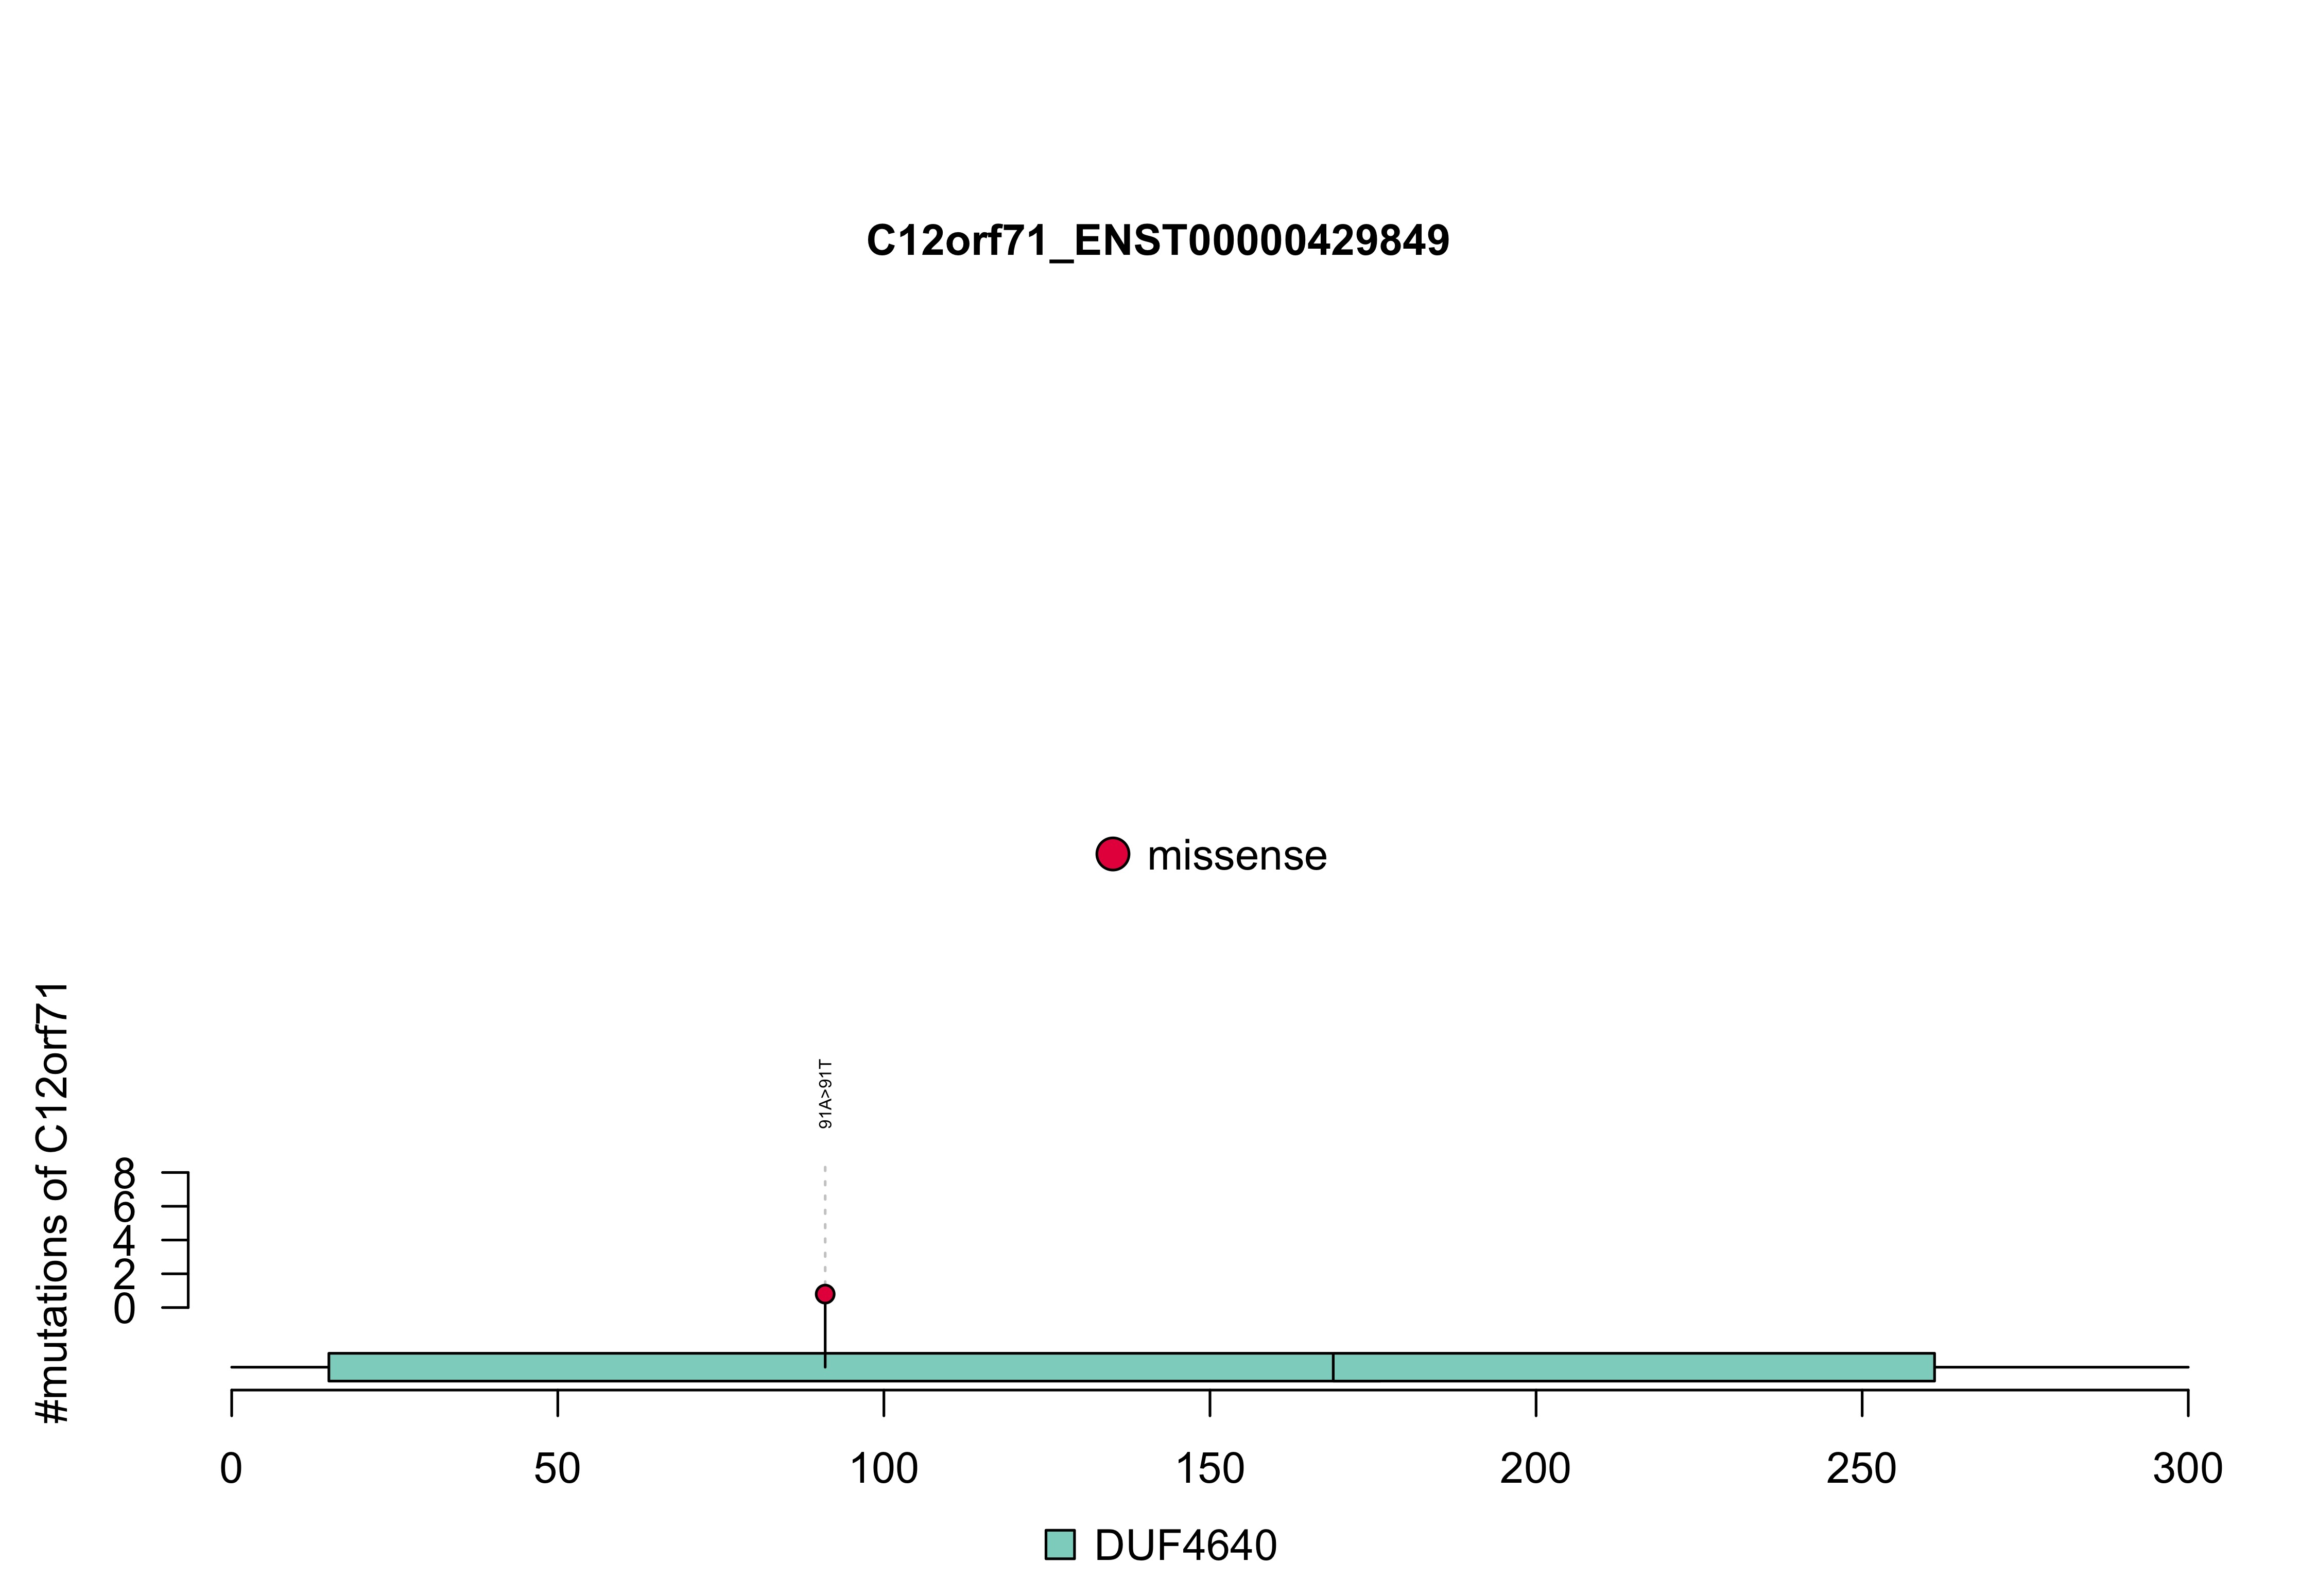 C12orf71_ENST00000429849
missense
#mutations of C12orf71
91A>91T
8
6
4
2
0
0 50 100 150 200 250 300
DUF4640